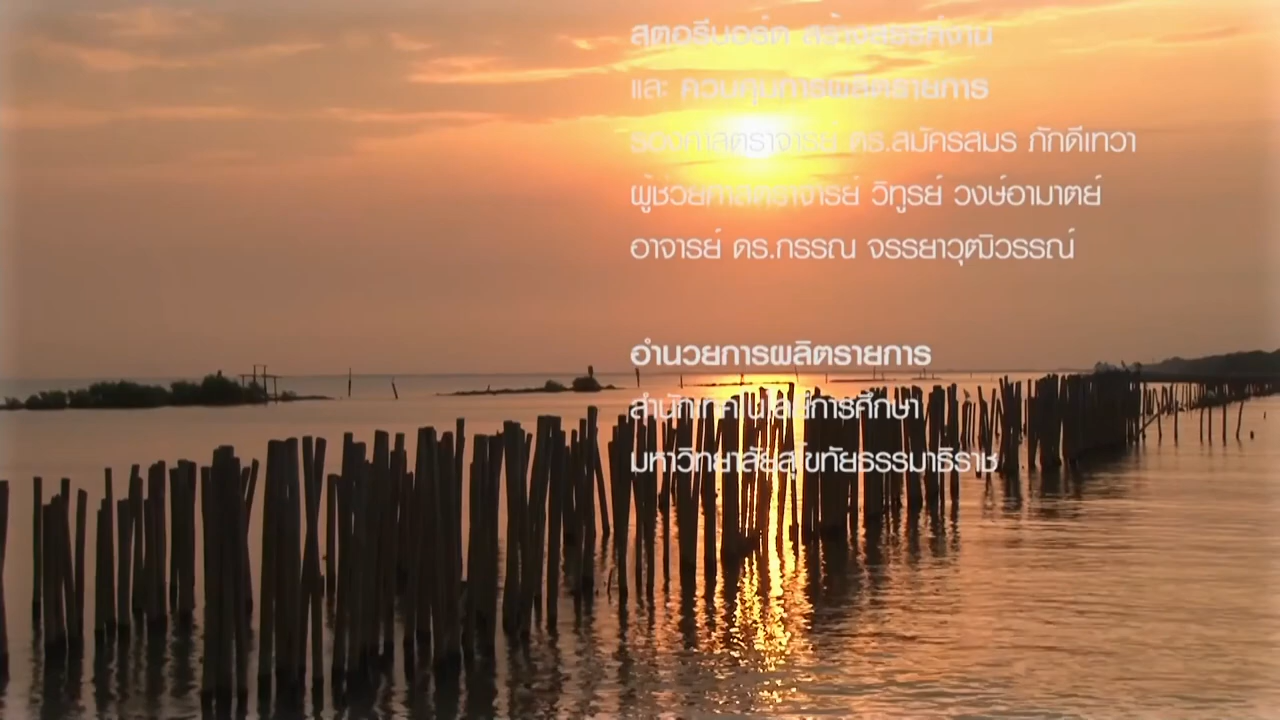 สตอรีบอร์ด สร้างสรรค์งาน
และ ควบคุมการผลิตรายการ
รองศาสตราจารย์ ดร.สมัครสมร ภักดีเทวา
ผู้ช่วยศาสตราจารย์ วิทูรย์ วงษ์อามาตย์
อาจารย์ ดร.กรรณ จรรยาวุฒิวรรณ์
อำนวยการผลิตรายการ
สำนักเทคโนโลยีการศึกษา
มหาวิทยาลัยสุโขทัยธรรมาธิราช